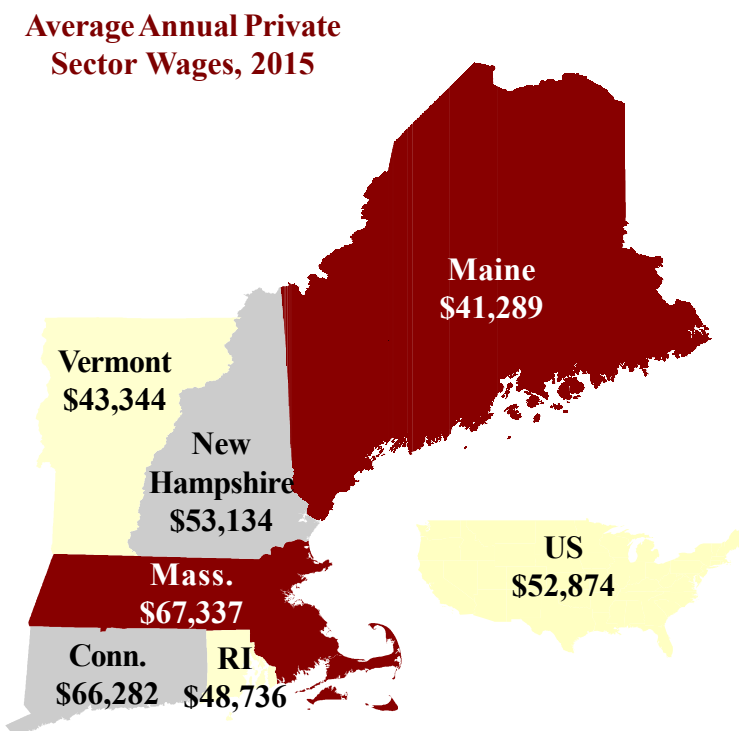 Average Annual Private
Sector Wages, 2015
Maine
$41,289
Vermont
$43,344
New
Hampshire
$53,134
US
$52,874
Mass.
$67,337
Conn.
$66,282
RI
$48,736